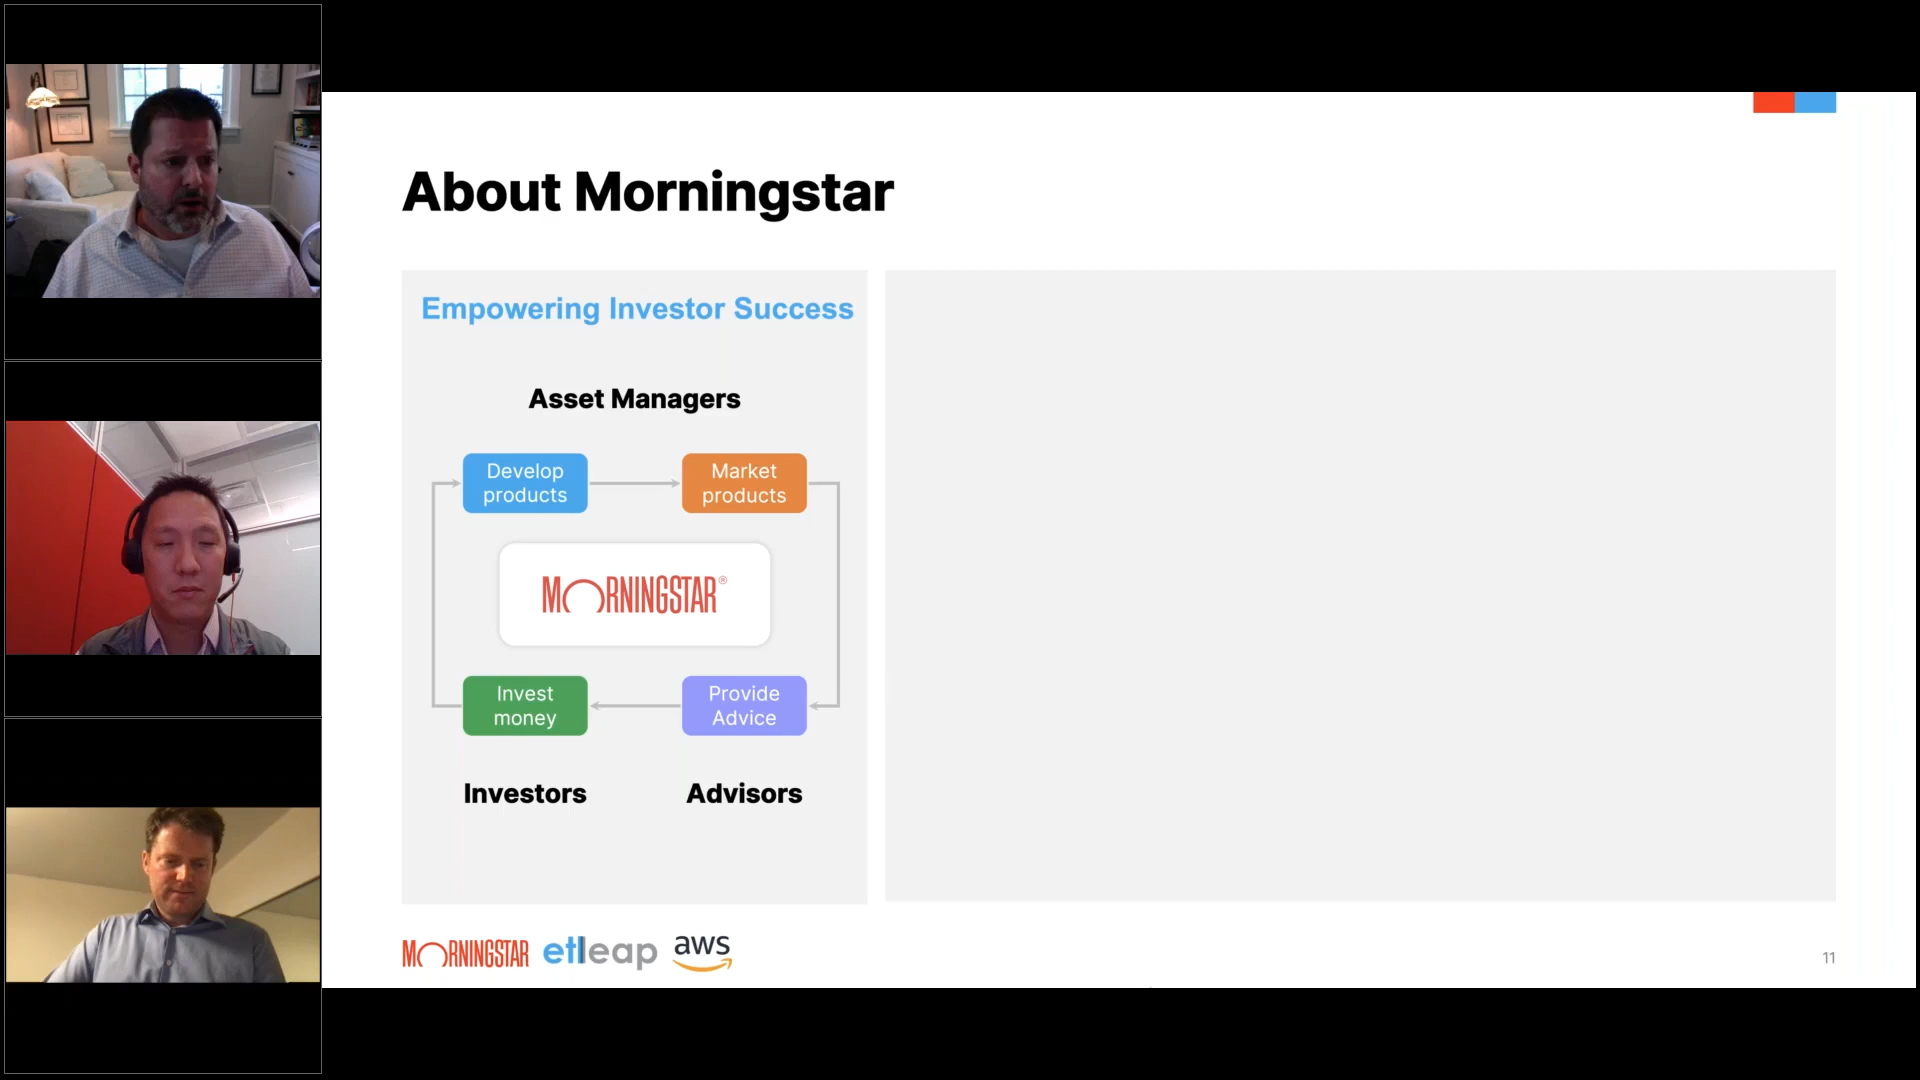 About Morningstar
Empowering Investor Success
Asset Managers
Develop
products
Market
products
MORNINGSTAR®
Invest
money
Provide
Advice
Investors
Advisors
MORNINGSTAR
etleap
aws
11